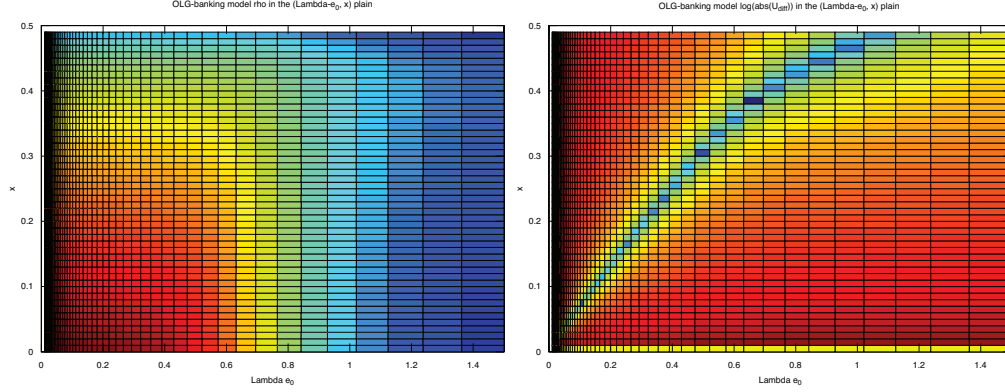 OLG-banking model rho in the (Lambda-e₀, x) plain
0.5
0.4
0.3
x
0.2
0.1
0
0 0.2 0.4 0.6 0.8 1 1.2 1.4
Lambda e₀
OLG-banking model log(abs(U_diff)) in the (Lambda-e₀, x) plain
0.5
0.4
0.3
x
0.2
0.1
0
0 0.2 0.4 0.6 0.8 1 1.2 1.4
Lambda e₀